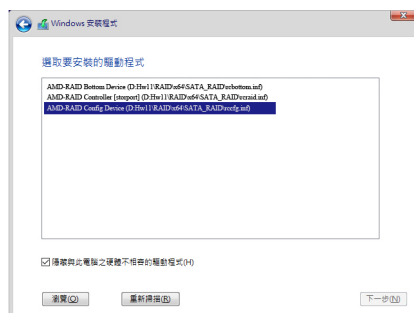 Windows 安裝程式
選取要安裝的驅動程式
AMD-RAID Bottom Device (D:\Hw11\RAID\x64\SATA_RAID\rcbottom.inf)
AMD-RAID Controller [storport] (D:\Hw11\RAID\x64\SATA_RAID\rcraid.inf)
AMD-RAID Config Device (D:\Hw11\RAID\x64\SATA_RAID\rccfg.inf)
隱藏與此電腦之硬體不相容的驅動程式(H)
瀏覽(O) 重新掃描(R) 下一步(N)